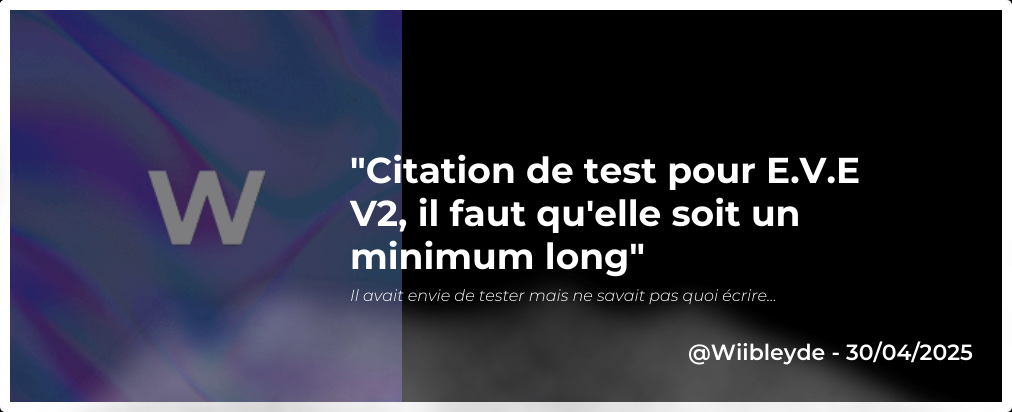 W
"Citation de test pour E.V.E
V2, il faut qu'elle soit un
minimum long"
Il avait envie de tester mais ne savait pas quoi écrire...
@Wiibleyde - 30/04/2025